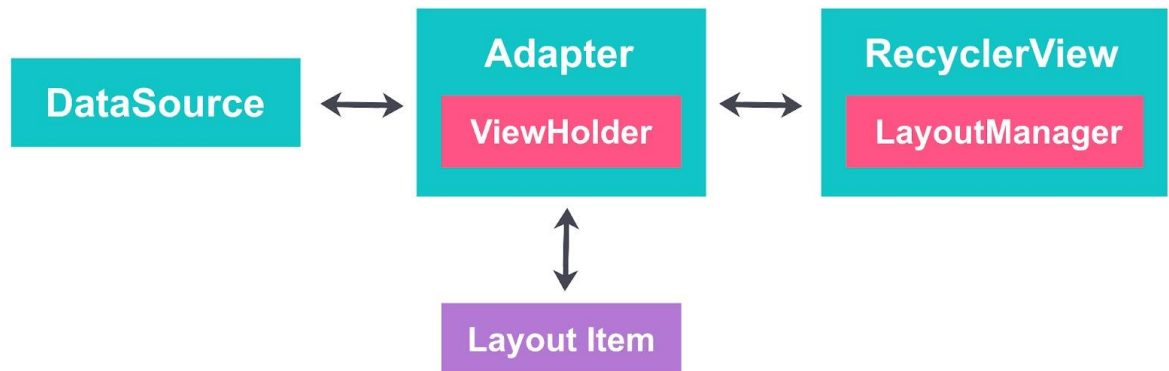 DataSource
Adapter
ViewHolder
RecyclerView
LayoutManager
Layout Item